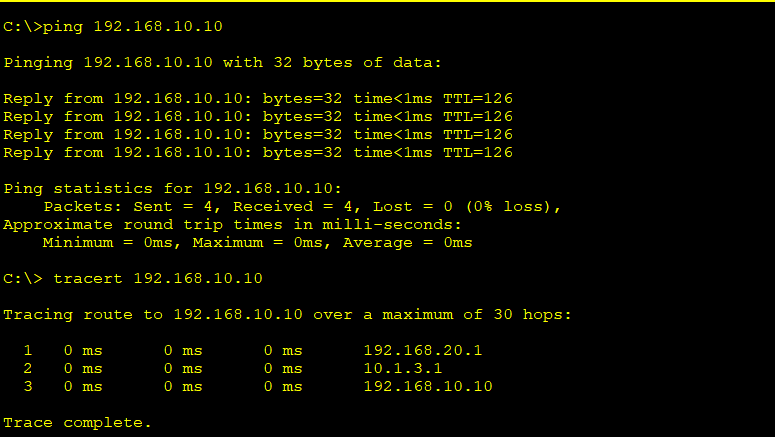 C:\>ping 192.168.10.10
Pinging 192.168.10.10 with 32 bytes of data:
Reply from 192.168.10.10: bytes=32 time<1ms TTL=126
Reply from 192.168.10.10: bytes=32 time<1ms TTL=126
Reply from 192.168.10.10: bytes=32 time<1ms TTL=126
Reply from 192.168.10.10: bytes=32 time<1ms TTL=126
Ping statistics for 192.168.10.10:
Packets: Sent = 4, Received = 4, Lost = 0 (0% loss),
Approximate round trip times in milli-seconds:
Minimum = 0ms, Maximum = 0ms, Average = 0ms
C:\> tracert 192.168.10.10
Tracing route to 192.168.10.10 over a maximum of 30 hops:
1 0 ms 0 ms 0 ms 192.168.20.1
2 0 ms 0 ms 0 ms 10.1.3.1
3 0 ms 0 ms 0 ms 192.168.10.10
Trace complete.